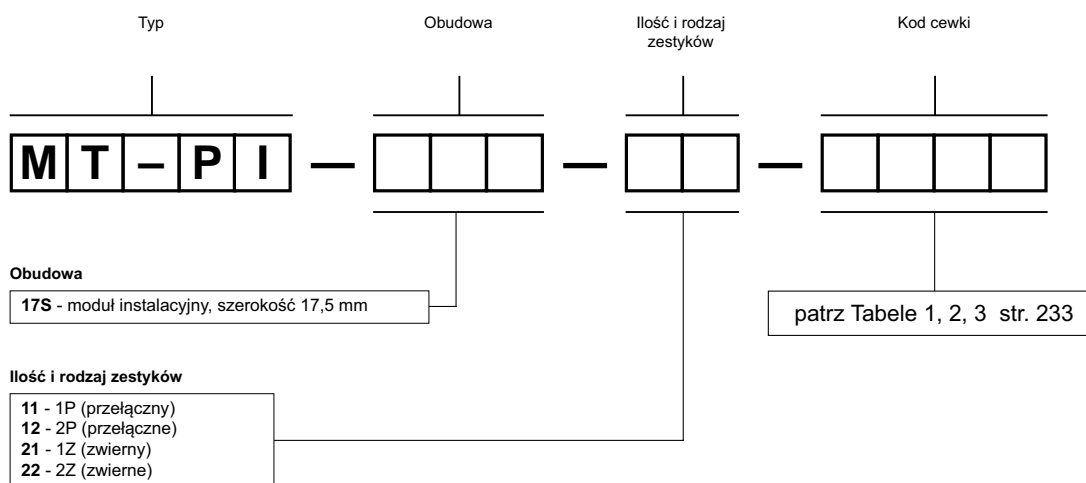 Typ
Obudowa
Ilość i rodzaj
zestyków
Kod cewki
M T – P I — — —
Obudowa
17S - moduł instalacyjny, szerokość 17,5 mm
patrz Tabele 1, 2, 3 str. 233
Ilość i rodzaj zestyków
11 - 1P (przełączny)
12 - 2P (przełączne)
21 - 1Z (zwierny)
22 - 2Z (zwierne)